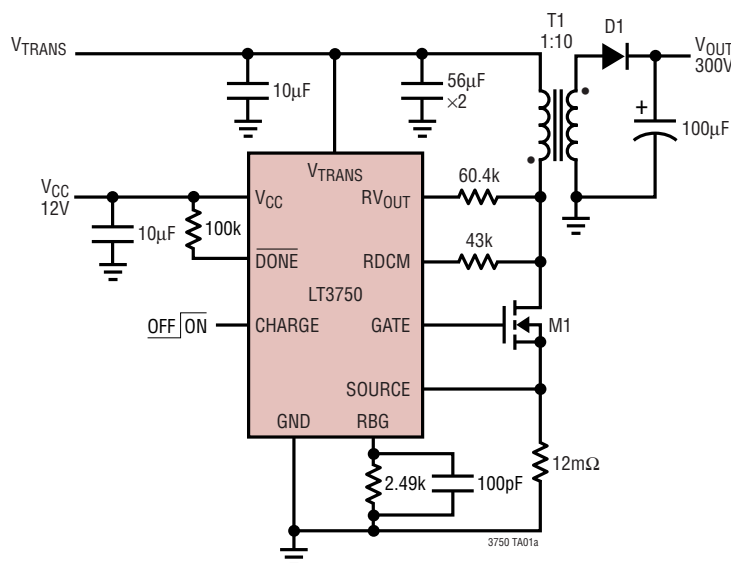 T1
1:10
D1
VTRANS
VOUT
300V
10µF
56µF
×2
+
100µF
VTRANS
VCC
12V
VCC
RVOUT
60.4k
10µF
100k
DONE
RDCM
43k
LT3750
OFF ON
CHARGE
GATE
M1
SOURCE
GND
RBG
12mΩ
2.49k
100pF
3750 TA01a